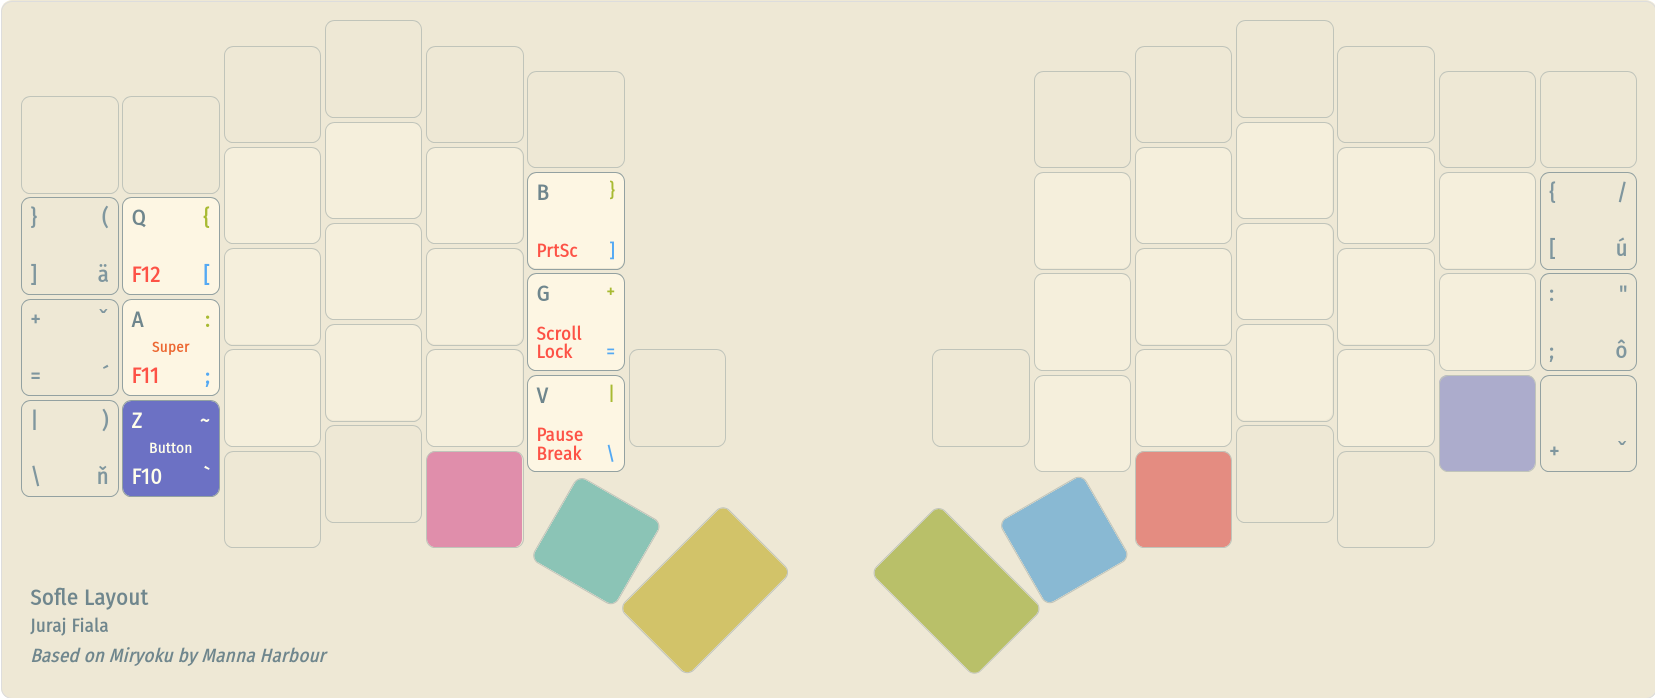 B }
PrtSc ]
} (
] ä
Q {
F12 [
{ /
[ ú
G +
Scroll
Lock =
+ ˇ
= ´
A :
Super
F11 ;
: "
; ô
V |
Pause
Break \
| )
\ ň
Z ~
Button
F10 `
+ ˇ
Sofle Layout
Juraj Fiala
Based on Miryoku by Manna Harbour